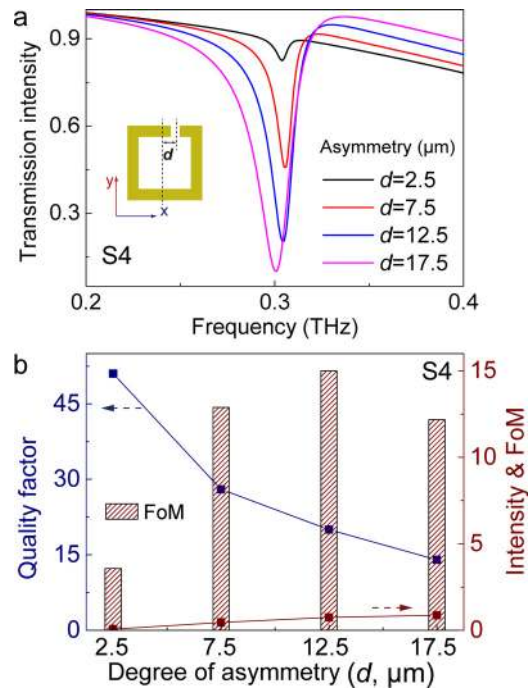 a
Transmission intensity
0.9
0.6
0.3
d
y
x
S4
Asymmetry (μm)
d=2.5
d=7.5
d=12.5
d=17.5
0.2
0.3
0.4
Frequency (THz)
b
S4
Quality factor
45
30
15
0
FoM
15
10
5
0
Intensity & FoM
2.5
7.5
12.5
17.5
Degree of asymmetry (d, μm)